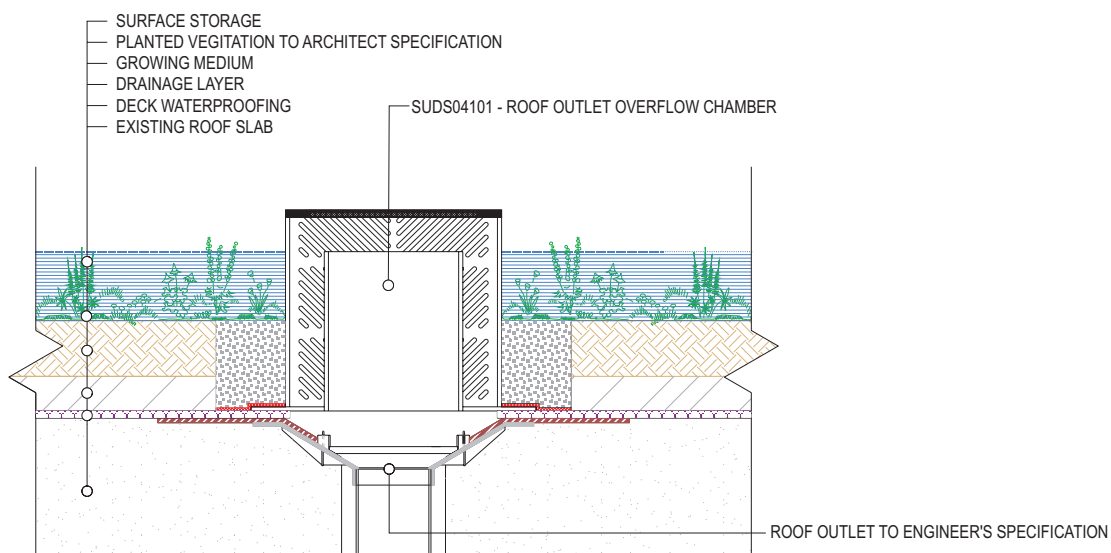 SURFACE STORAGE
PLANTED VEGITATION TO ARCHITECT SPECIFICATION
GROWING MEDIUM
DRAINAGE LAYER
DECK WATERPROOFING
EXISTING ROOF SLAB
SUDS04101 - ROOF OUTLET OVERFLOW CHAMBER
ROOF OUTLET TO ENGINEER'S SPECIFICATION